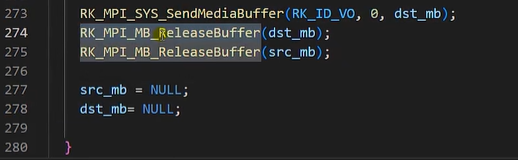 273 RK_MPI_SYS_SendMediaBuffer(RK_ID_VO, 0, dst_mb);
274 RK_MPI_MB_ReleaseBuffer(dst_mb);
275 RK_MPI_MB_ReleaseBuffer(src_mb);
276
277 src_mb = NULL;
278 dst_mb= NULL;
279
280 }